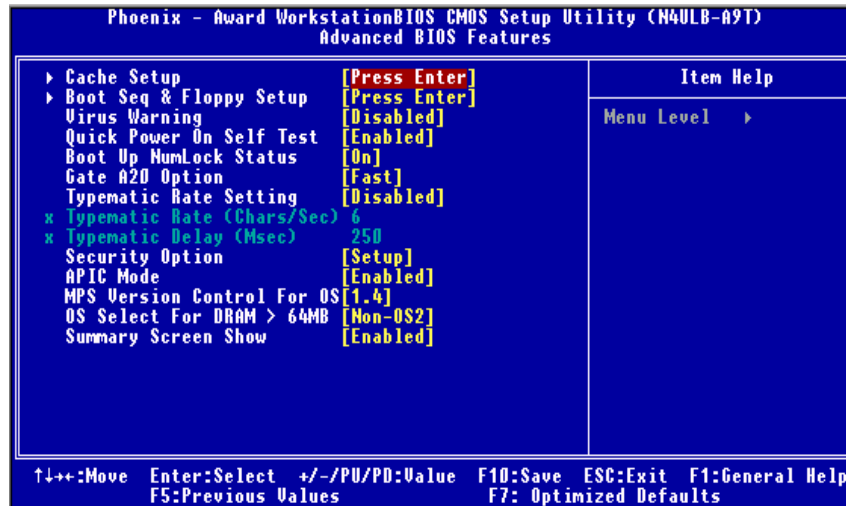 Phoenix - Award WorkstationBIOS CMOS Setup Utility (N4ULB-A9T)
Advanced BIOS Features
▶ Cache Setup [Press Enter]
▶ Boot Seq & Floppy Setup [Press Enter]
Virus Warning [Disabled]
Quick Power On Self Test [Enabled]
Boot Up NumLock Status [On]
Gate A20 Option [Fast]
Typematic Rate Setting [Disabled]
x Typematic Rate (Chars/Sec) 6
x Typematic Delay (Msec) 250
Security Option [Setup]
APIC Mode [Enabled]
MPS Version Control For OS[1.4]
OS Select For DRAM > 64MB [Non-OS2]
Summary Screen Show [Enabled]
Item Help
Menu Level ▶
↑↓→←:Move Enter:Select +/-/PU/PD:Value F10:Save ESC:Exit F1:General Help
F5:Previous Values F7: Optimized Defaults